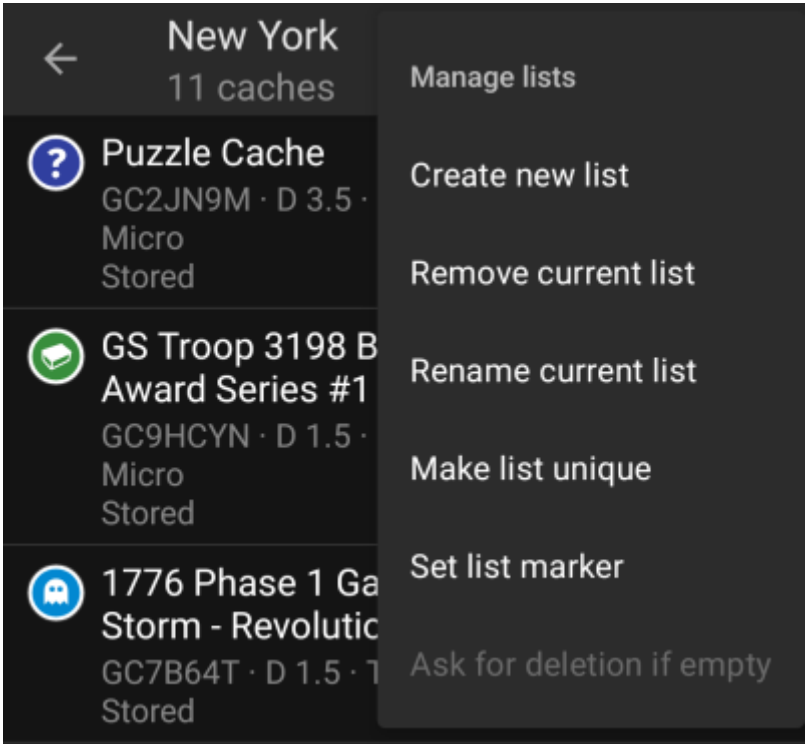 New York
11 caches
Puzzle Cache
GC2JN9M · D 3.5 ·
Micro
Stored
GS Troop 3198 B
Award Series #1
GC9HCYN · D 1.5 ·
Micro
Stored
1776 Phase 1 Ga
Storm - Revolutio
GC7B64T · D 1.5 · T
Stored
Manage lists
Create new list
Remove current list
Rename current list
Make list unique
Set list marker
Ask for deletion if empty